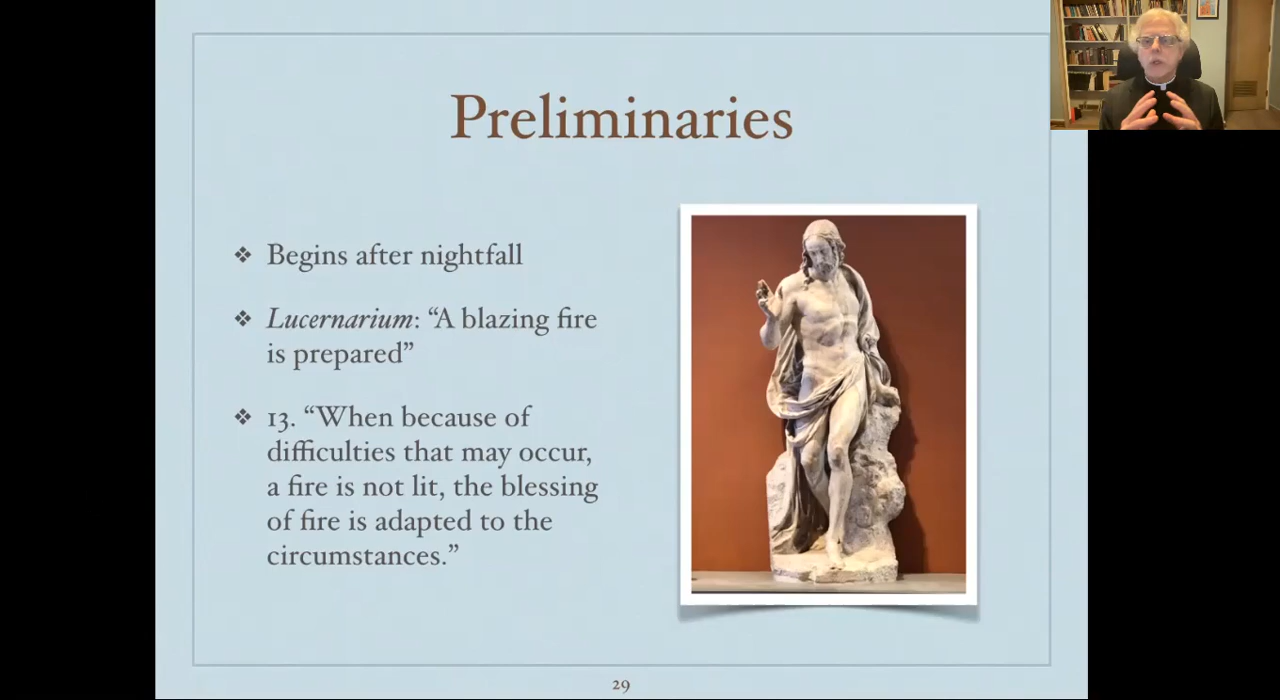 Preliminaries
❖ Begins after nightfall
❖ Lucernarium: “A blazing fire
is prepared”
❖ 13. “When because of
difficulties that may occur,
a fire is not lit, the blessing
of fire is adapted to the
circumstances.”
29